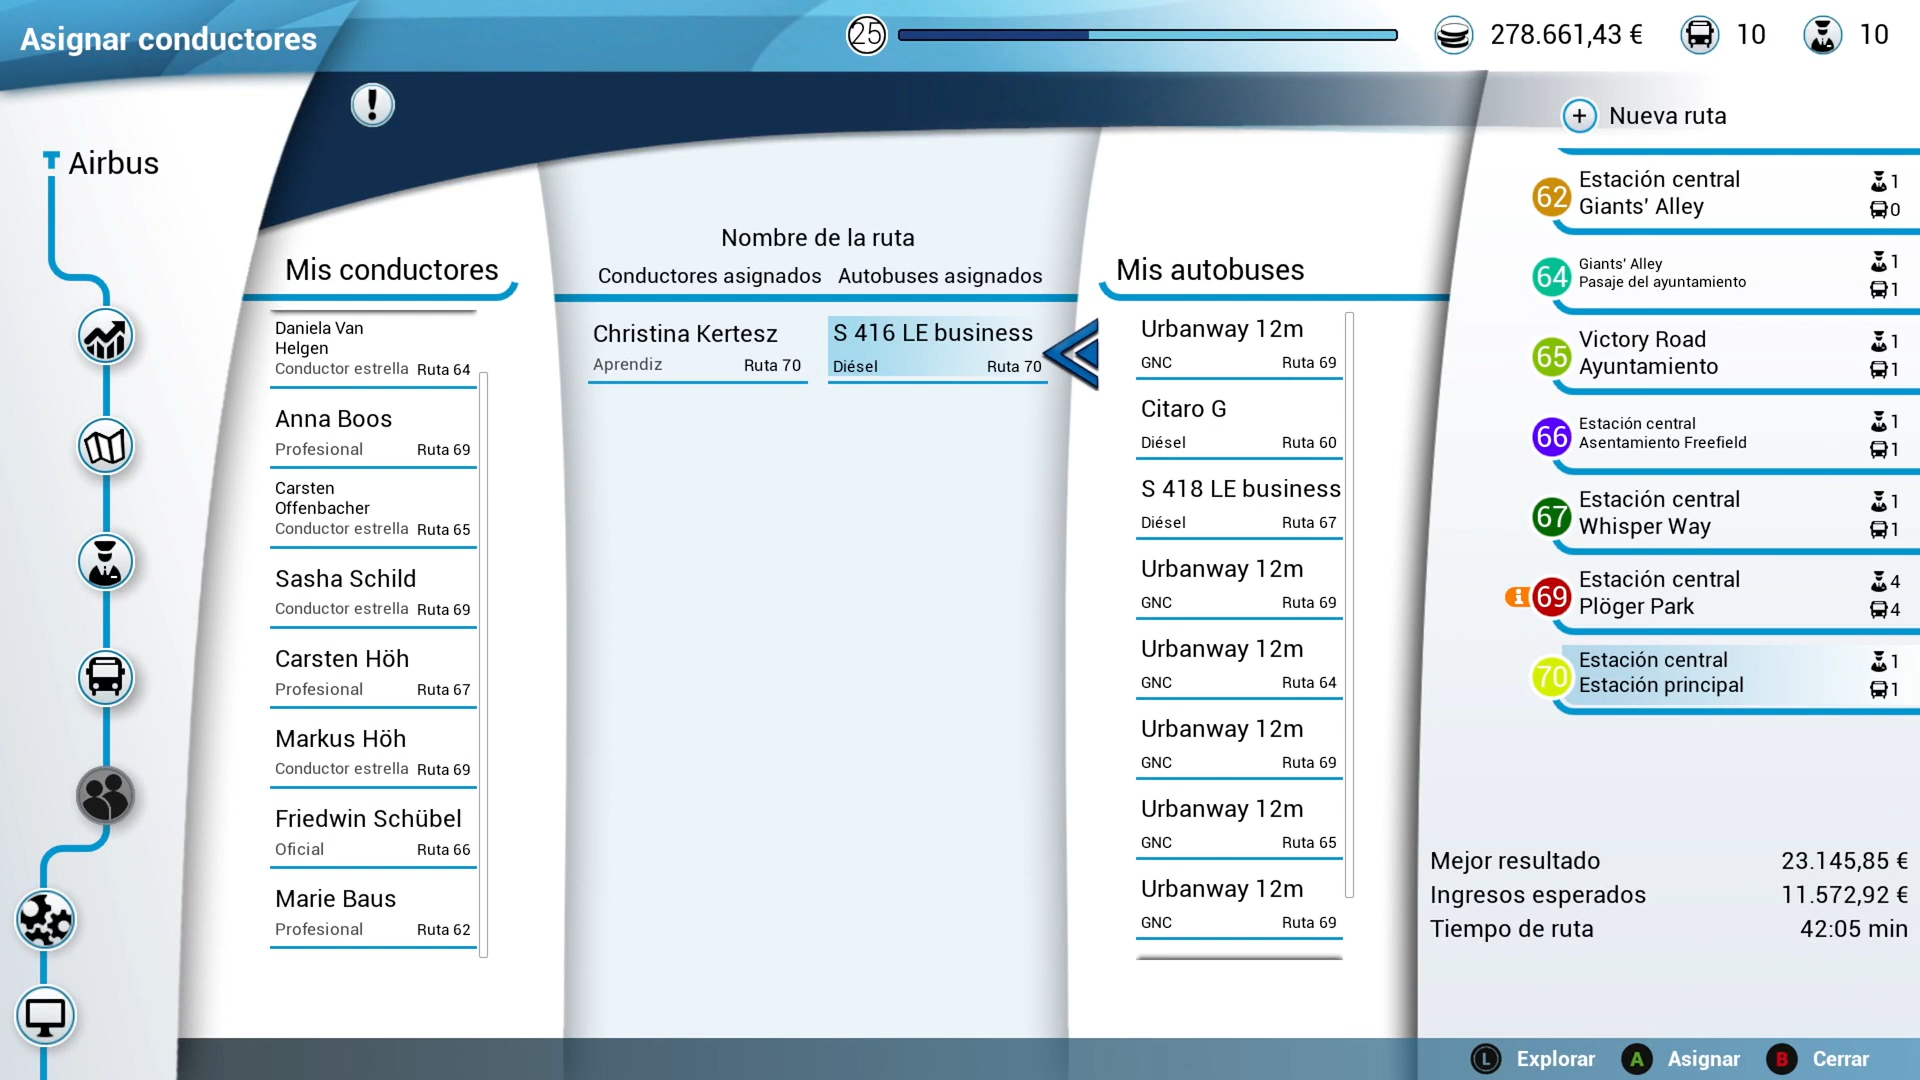 Asignar conductores
25
278.661,43 €
10
10
Airbus
Mis conductores
Daniela Van
Helgen
Conductor estrella Ruta 64
Anna Boos
Profesional Ruta 69
Carsten
Offenbacher
Conductor estrella Ruta 65
Sasha Schild
Conductor estrella Ruta 69
Carsten Höh
Profesional Ruta 67
Markus Höh
Conductor estrella Ruta 69
Friedwin Schübel
Oficial Ruta 66
Marie Baus
Profesional Ruta 62
Nombre de la ruta
Conductores asignados Autobuses asignados
Christina Kertesz
Aprendiz Ruta 70
S 416 LE business
Diésel Ruta 70
Mis autobuses
Urbanway 12m
GNC Ruta 69
Citaro G
Diésel Ruta 60
S 418 LE business
Diésel Ruta 67
Urbanway 12m
GNC Ruta 69
Urbanway 12m
GNC Ruta 64
Urbanway 12m
GNC Ruta 69
Urbanway 12m
GNC Ruta 65
Urbanway 12m
GNC Ruta 69
+ Nueva ruta
62 Estación central 1
Giants' Alley 0
64 Giants' Alley 1
Pasaje del ayuntamiento 1
65 Victory Road 1
Ayuntamiento 1
66 Estación central 1
Asentamiento Freefield 1
67 Estación central 1
Whisper Way 1
69 Estación central 4
Plöger Park 4
70 Estación central 1
Estación principal 1
Mejor resultado 23.145,85 €
Ingresos esperados 11.572,92 €
Tiempo de ruta 42:05 min
L Explorar A Asignar B Cerrar